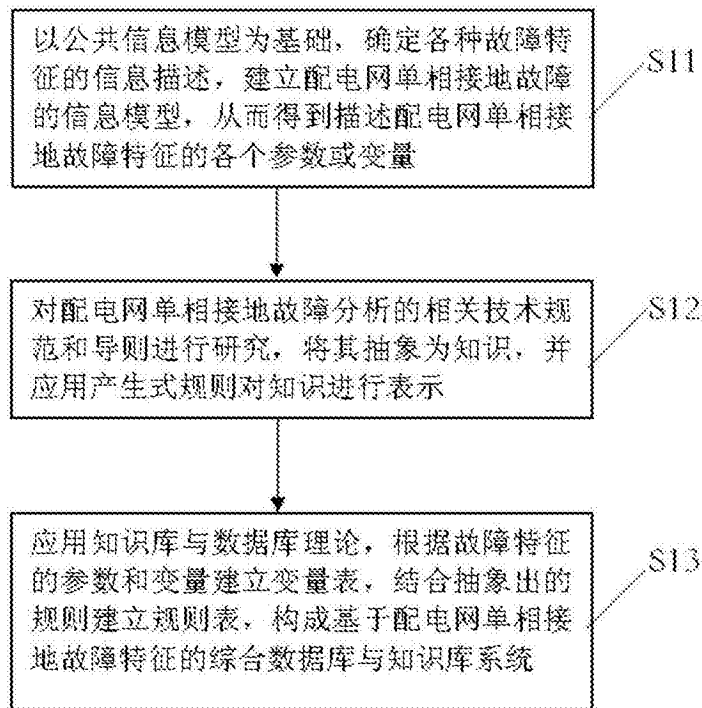 以公共信息模型为基础，确定各种故障特
征的信息描述，建立配电网单相接地故障
的信息模型，从而得到描述配电网单相接
地故障特征的各个参数或变量
S11
对配电网单相接地故障分析的相关技术规
范和导则进行研究，将其抽象为知识，并
应用产生式规则对知识进行表示
S12
应用知识库与数据库理论，根据故障特征
的参数和变量建立变量表，结合抽象出的
规则建立规则表，构成基于配电网单相接
地故障特征的综合数据库与知识库系统
S13